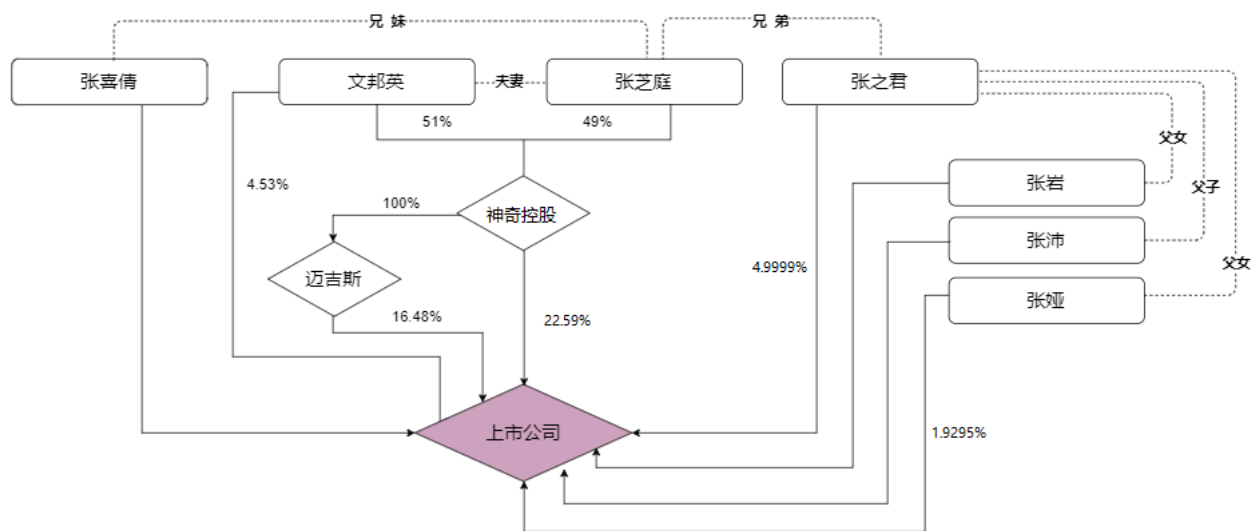 兄 妹
兄 弟
张喜倩
文邦英
夫妻
张芝庭
张之君
51%
49%
父女
4.53%
张岩
父子
100%
神奇控股
张沛
父女
4.9999%
迈吉斯
张娅
16.48%
22.59%
上市公司
1.9295%